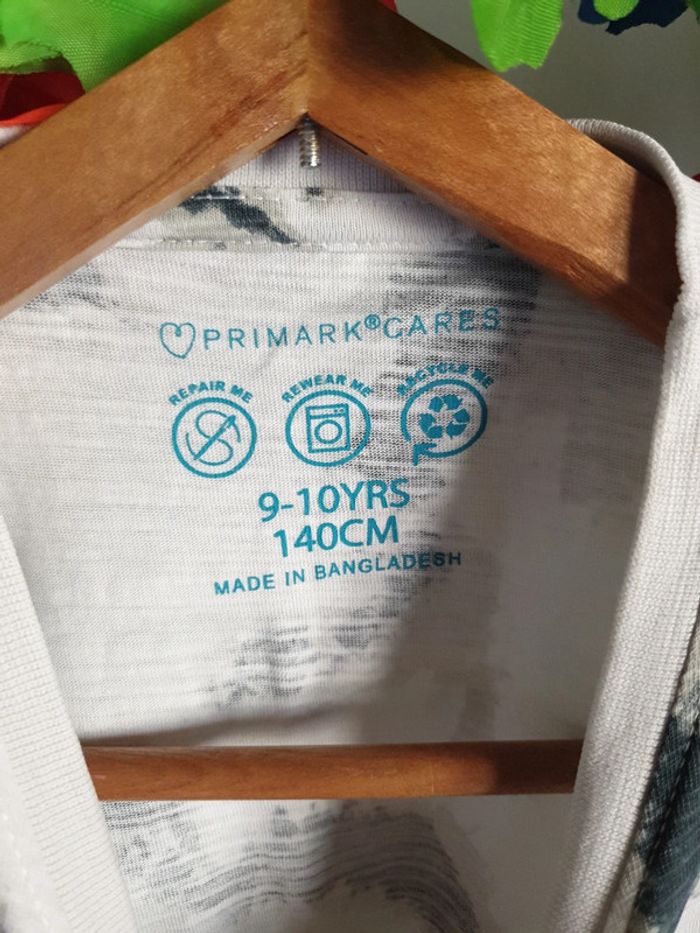 PRIMARK® CARES
REPAIR ME REWEAR ME RECYCLE ME
9-10YRS
140CM
MADE IN BANGLADESH